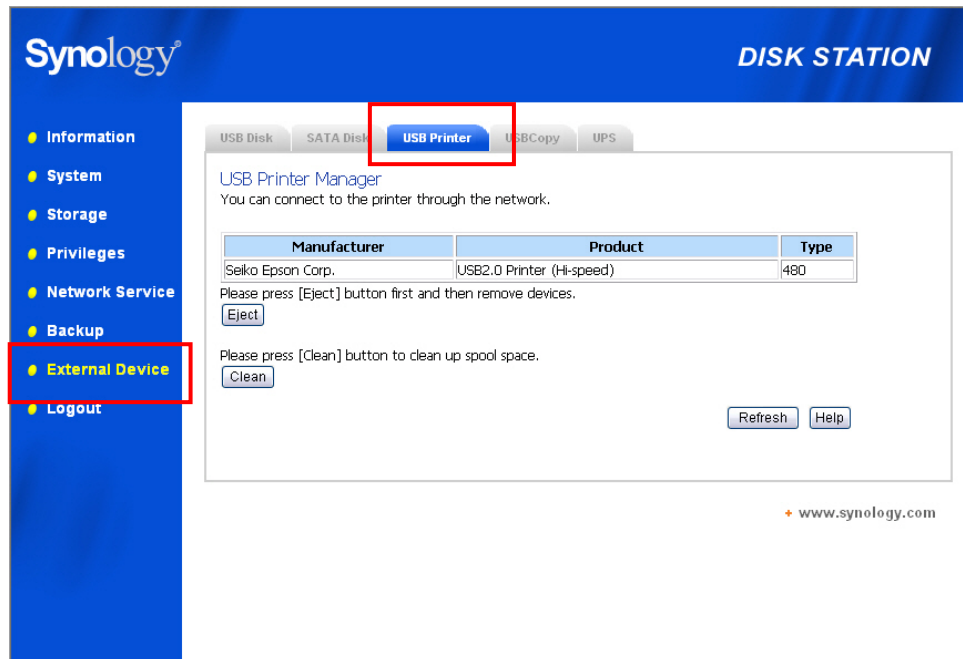 Synology
DISK STATION
Information
System
Storage
Privileges
Network Service
Backup
External Device
Logout
USB Disk SATA Disk USB Printer USBCopy UPS
USB Printer Manager
You can connect to the printer through the network.
Manufacturer Product Type
Seiko Epson Corp. USB2.0 Printer (Hi-speed) 480
Please press [Eject] button first and then remove devices.
Eject
Please press [Clean] button to clean up spool space.
Clean
Refresh Help
www.synology.com